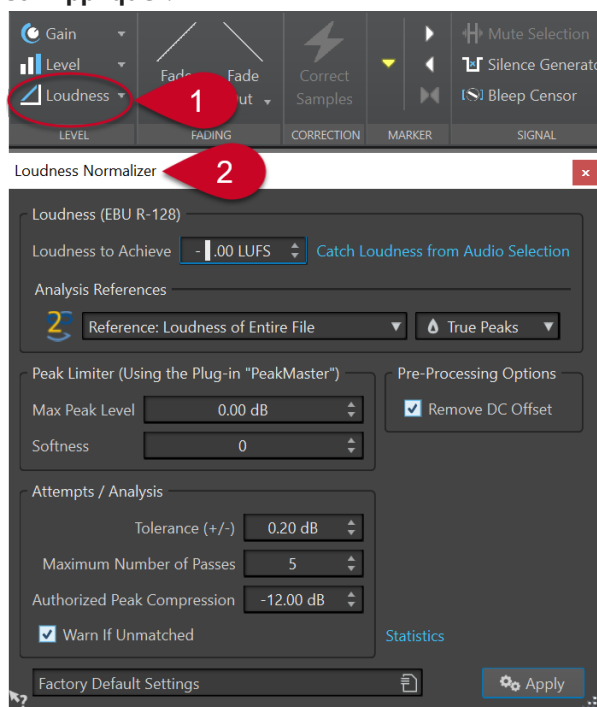 Gain
Mute Selection
Level
Fade
Fade
Correct
Silence Generato
Loudness
1
ut
Samples
Bleep Censor
LEVEL
FADING
CORRECTION
MARKER
SIGNAL
Loudness Normalizer
2
x
Loudness (EBU R-128)
Loudness to Achieve
- .00 LUFS
Catch Loudness from Audio Selection
Analysis References
2
Reference: Loudness of Entire File
True Peaks
Peak Limiter (Using the Plug-in "PeakMaster")
Pre-Processing Options
Max Peak Level
0.00 dB
Remove DC Offset
Softness
0
Attempts / Analysis
Tolerance (+/-)
0.20 dB
Maximum Number of Passes
5
Authorized Peak Compression
-12.00 dB
Warn If Unmatched
Statistics
Factory Default Settings
Apply
?